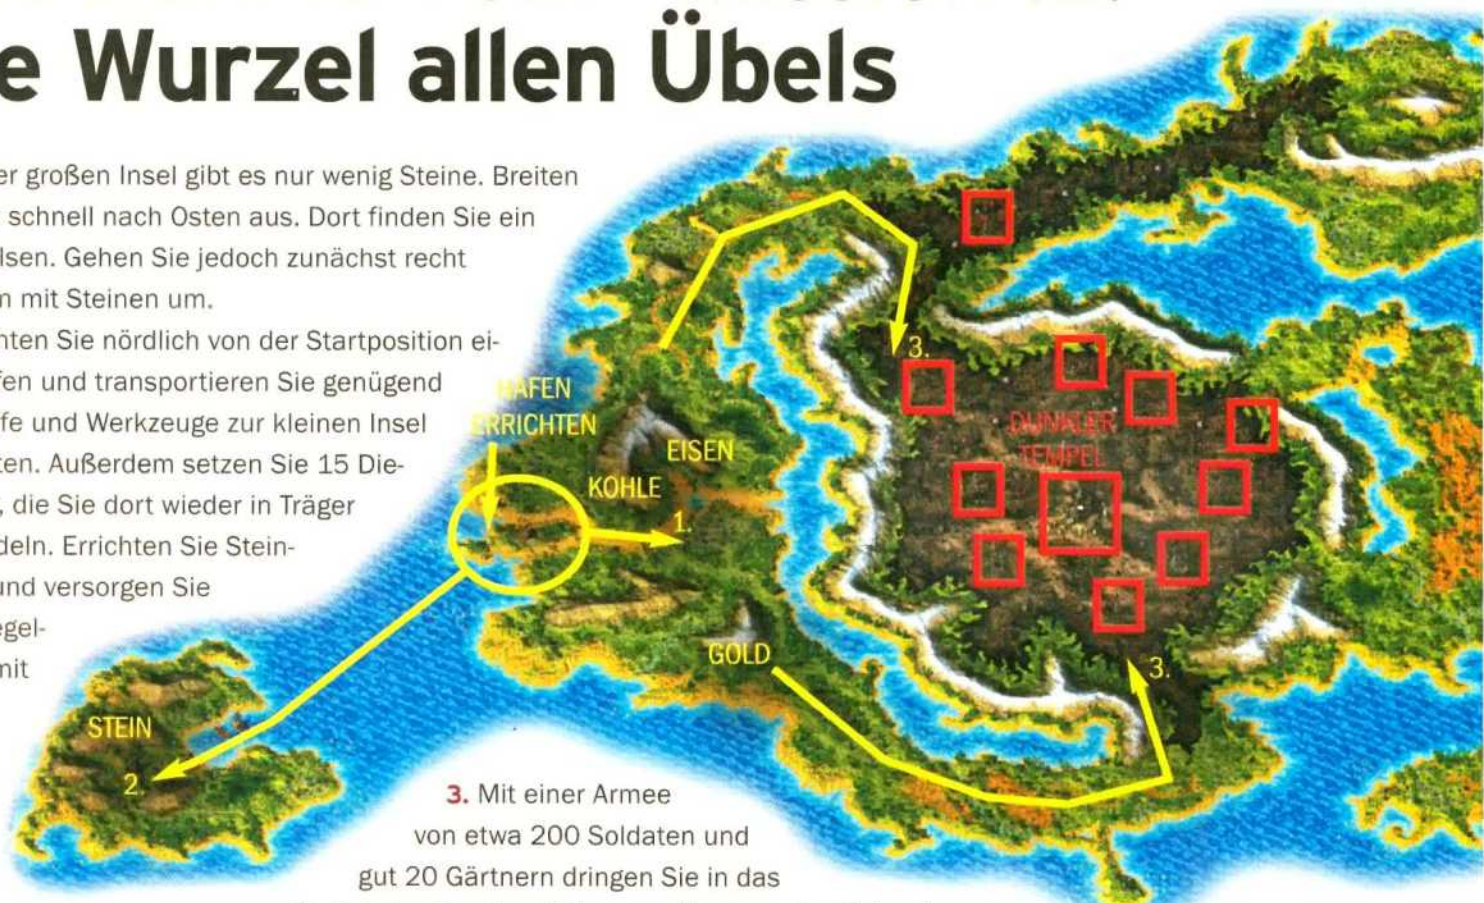 e Wurzel allen Übels
er großen Insel gibt es nur wenig Steine. Breiten
schnell nach Osten aus. Dort finden Sie ein
lsen. Gehen Sie jedoch zunächst recht
m mit Steinen um.
hten Sie nördlich von der Startposition ei-
fen und transportieren Sie genügend
fe und Werkzeuge zur kleinen Insel
ten. Außerdem setzen Sie 15 Die-
, die Sie dort wieder in Träger
deln. Errichten Sie Stein-
und versorgen Sie
egel-
mit
HAFEN
ERRICHTEN
EISEN
KOHLE
1.
GOLD
STEIN
2.
3.
DUNKLER
TEMPEL
3.
3. Mit einer Armee
von etwa 200 Soldaten und
gut 20 Gärtnern dringen Sie in das